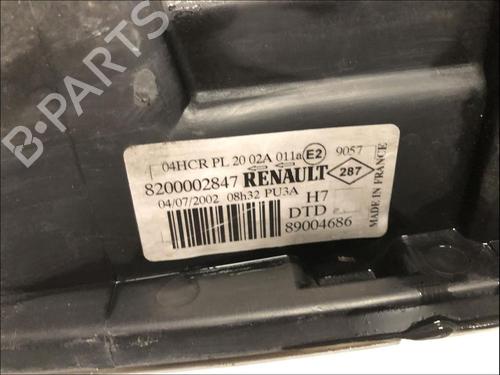 B-PARTS
04HCR PL 20 02A 011a E2 9057
8200002847 RENAULT 287
04/07/2002 08h32 PU3A H7
DTD
89004686
MADE IN FRANCE